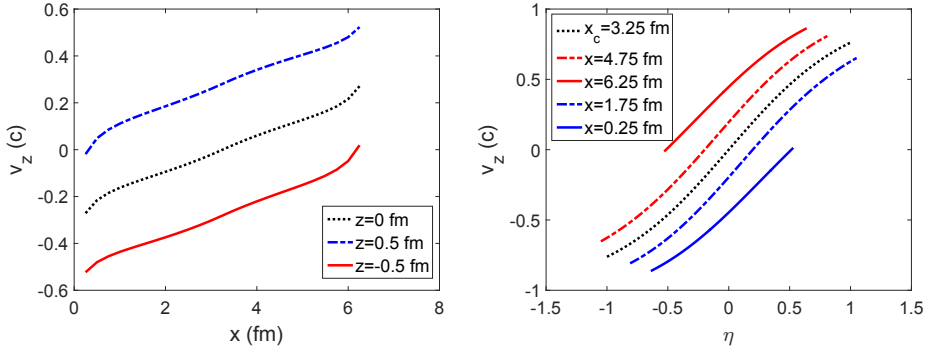 0.6
0.4
0.2
0
-0.2
-0.4
-0.6
v_z (c)
0
2
4
6
8
x (fm)
z=0 fm
z=0.5 fm
z=-0.5 fm
1
0.5
0
-0.5
-1
v_z (c)
-1.5
-1
-0.5
0
0.5
1
1.5
η
x_c=3.25 fm
x=4.75 fm
x=6.25 fm
x=1.75 fm
x=0.25 fm